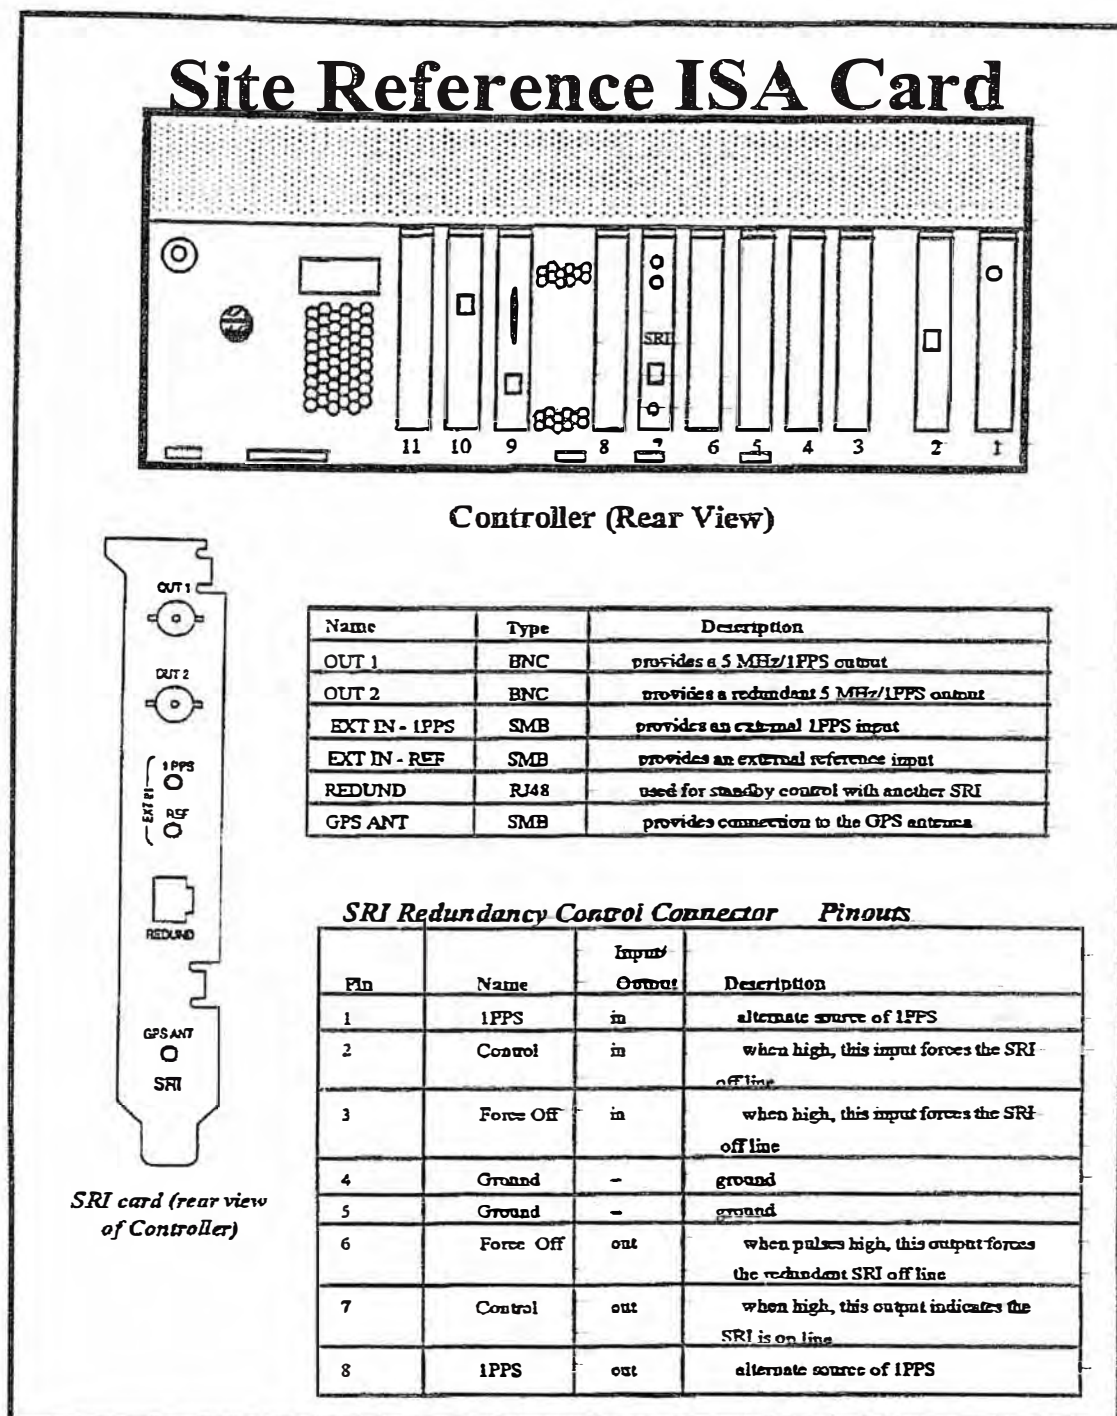 Site Reference ISA Card
SRI
11 10 9 8 7 6 5 4 3 2 1
Controller (Rear View)
OUT 1
OUT 2
1 PPS
EXT IN
REF
REDUND
GPS ANT
SRI
SRI card (rear view
of Controller)
Name Type Description
OUT 1 BNC provides a 5 MHz/1PPS output
OUT 2 BNC provides a redundant 5 MHz/1PPS output
EXT IN - 1PPS SMB provides an external 1PPS input
EXT IN - REF SMB provides an external reference input
REDUND RJ48 used for standby control with another SRI
GPS ANT SMB provides connection to the GPS antenna
SRI Redundancy Control Connector Pinouts
Input/
Pin Name Output Description
1 1PPS in alternate source of 1PPS
2 Control in when high, this input forces the SRI
off line
3 Force Off in when high, this input forces the SRI
off line
4 Ground - ground
5 Ground - ground
6 Force Off out when pulses high, this output forces
the redundant SRI off line
7 Control out when high, this output indicates the
SRI is on line
8 1PPS out alternate source of 1PPS